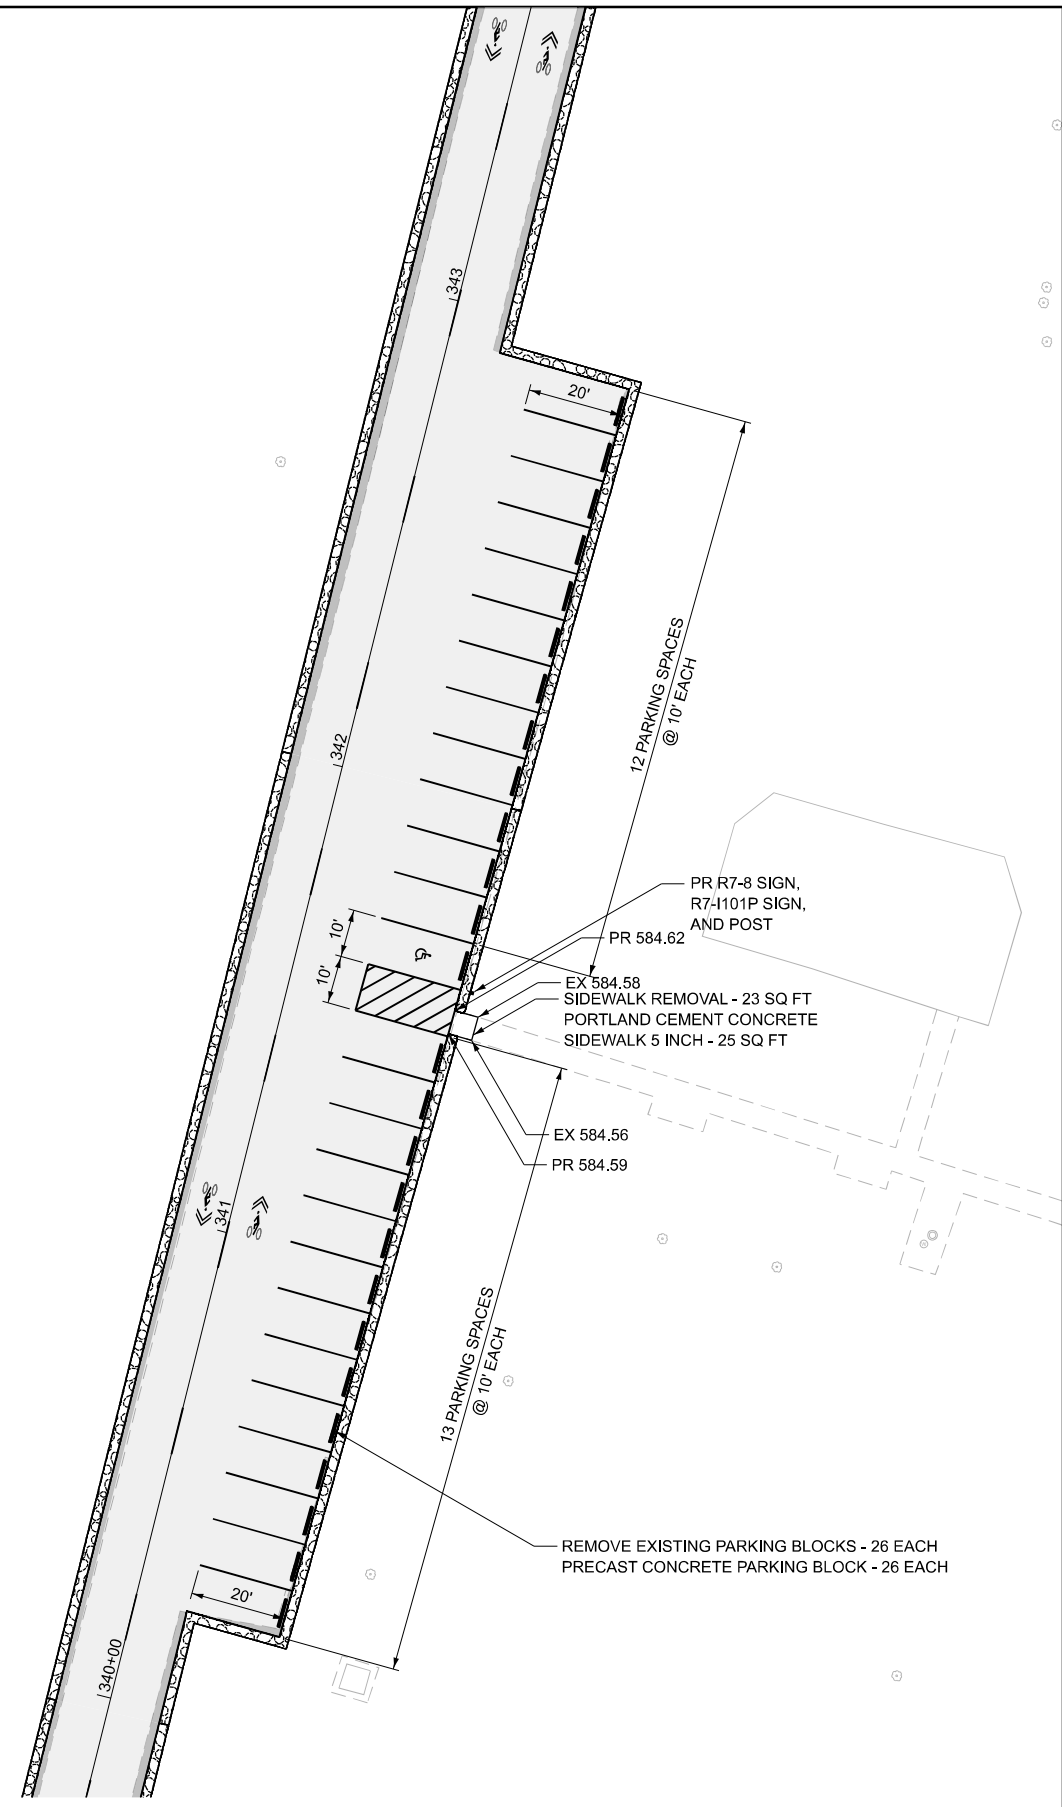 343
20'
12 PARKING SPACES
@ 10' EACH
342
PR R7-8 SIGN,
R7-I101P SIGN,
AND POST
10'
PR 584.62
10'
EX 584.58
SIDEWALK REMOVAL - 23 SQ FT
PORTLAND CEMENT CONCRETE
SIDEWALK 5 INCH - 25 SQ FT
EX 584.56
PR 584.59
341
13 PARKING SPACES
@ 10' EACH
REMOVE EXISTING PARKING BLOCKS - 26 EACH
PRECAST CONCRETE PARKING BLOCK - 26 EACH
20'
340+00